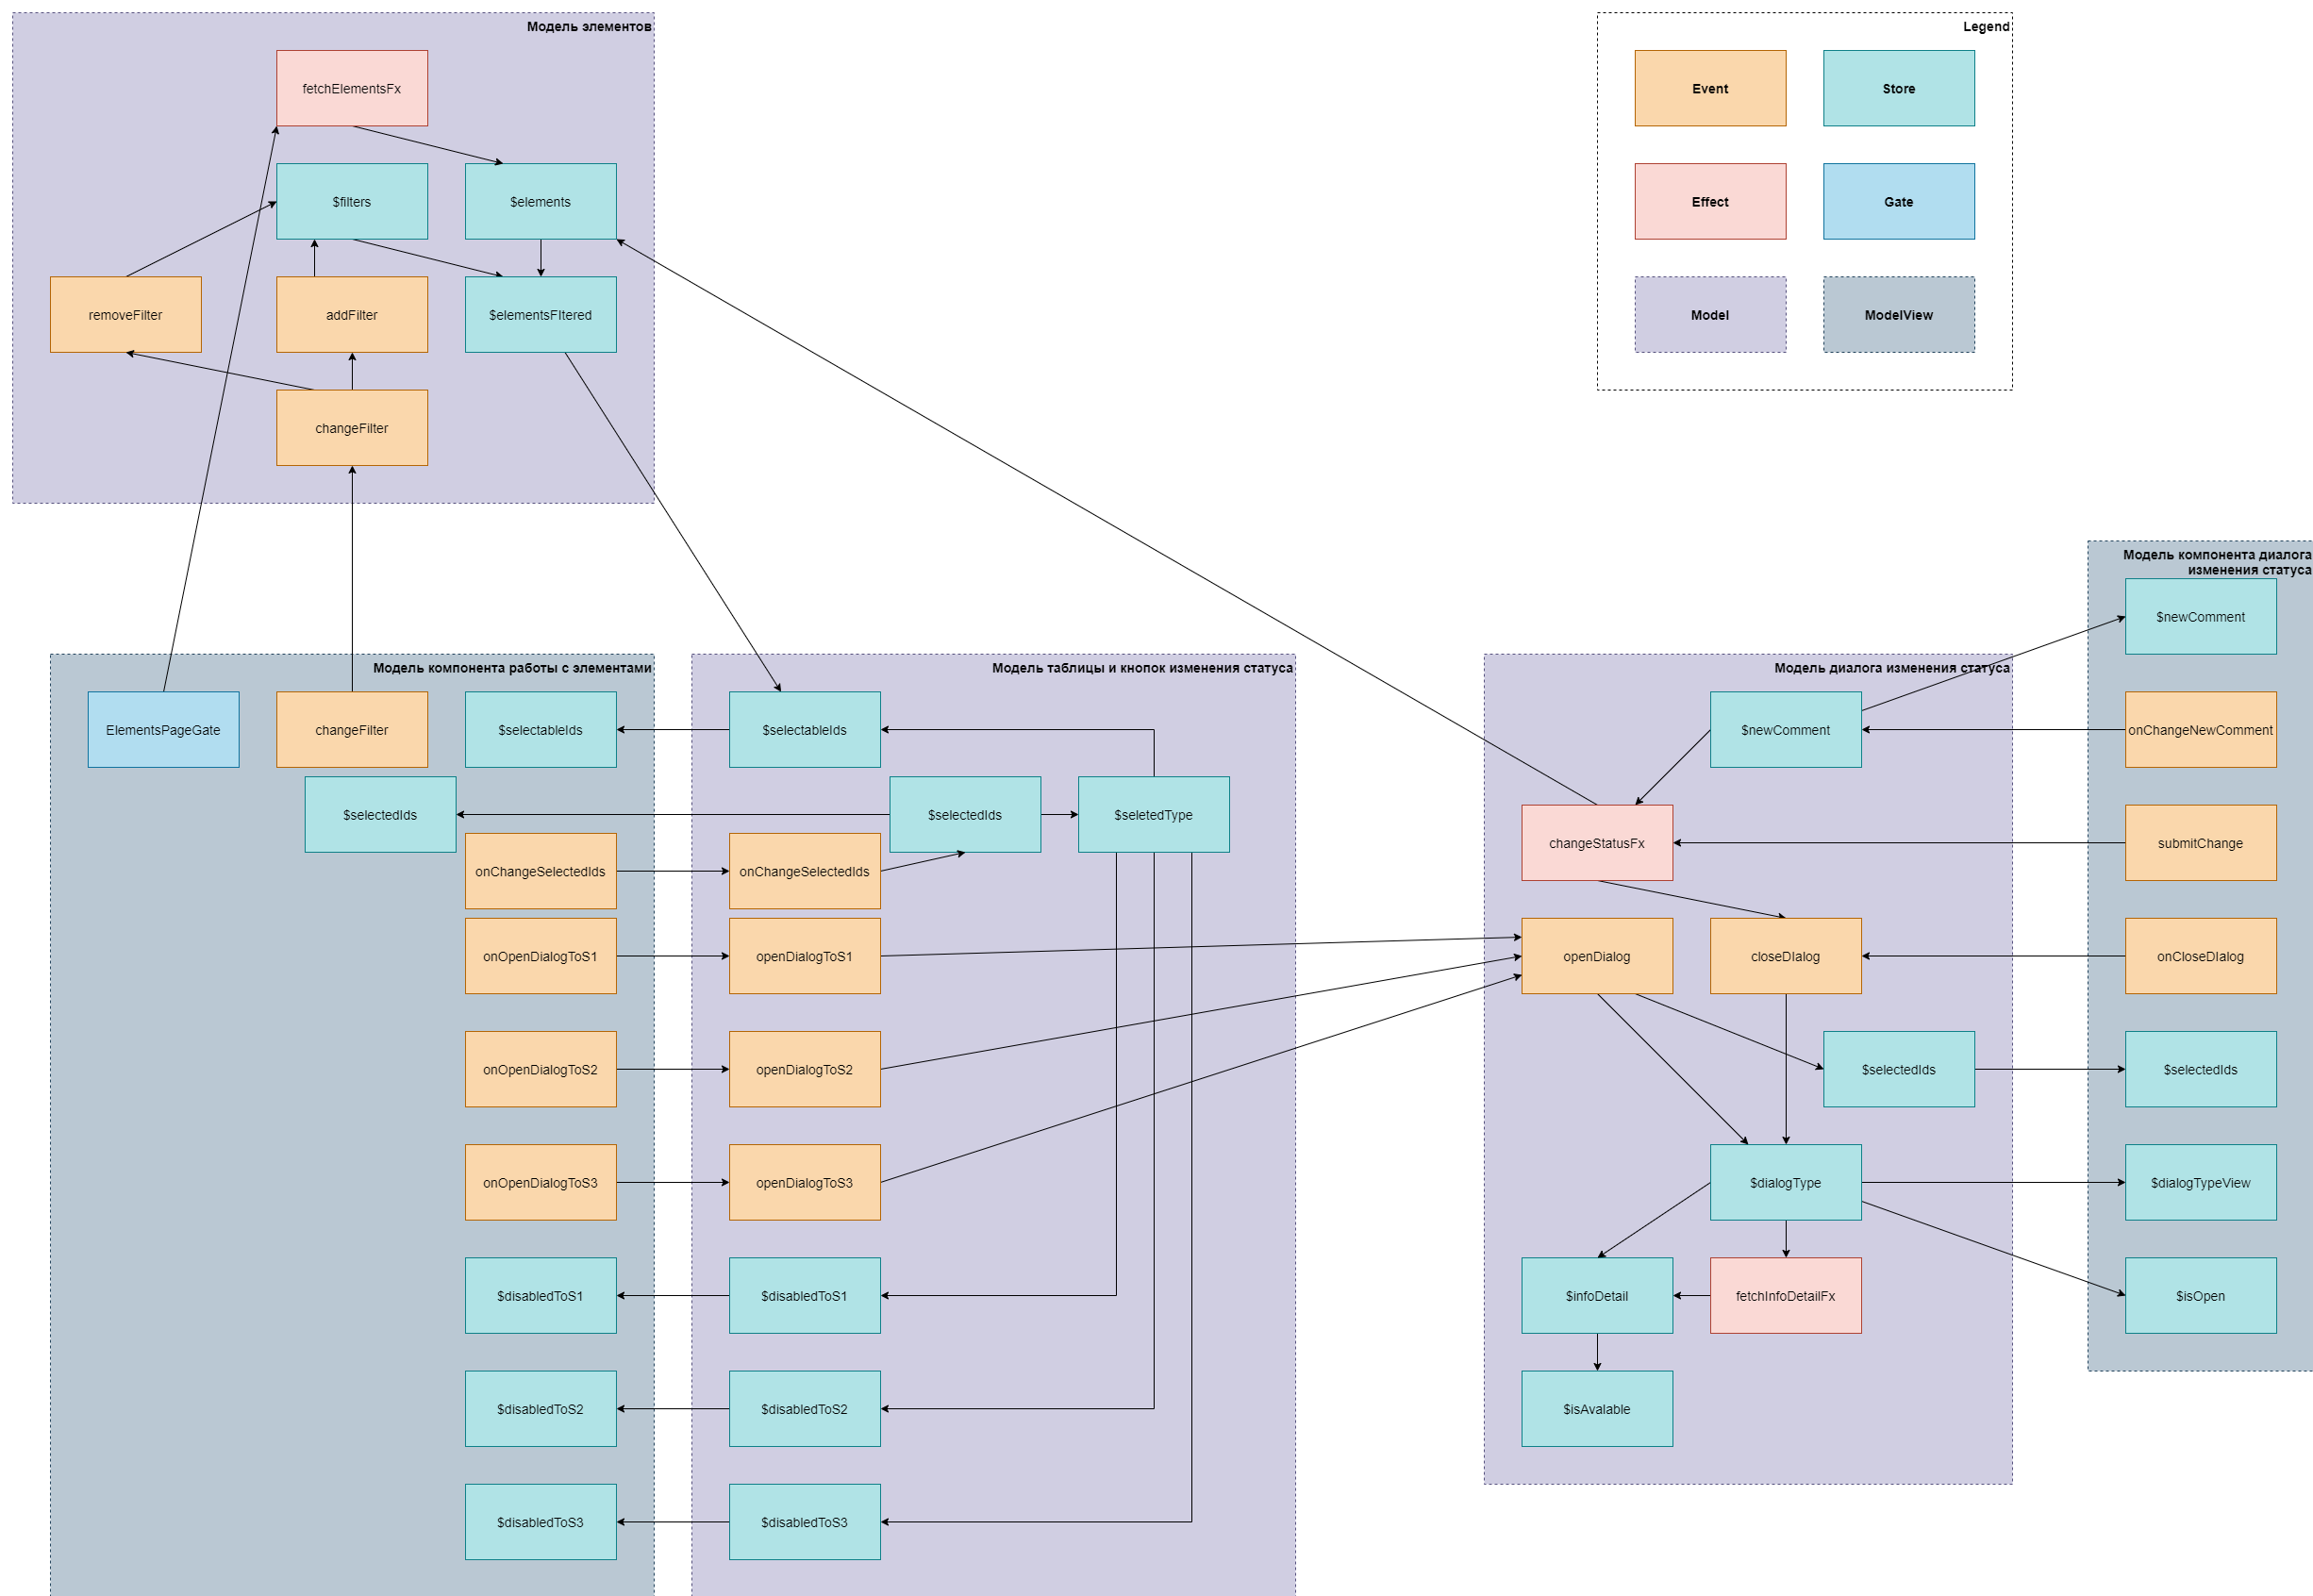 Модель элементов
fetchElementsFx
$filters
$elements
removeFilter
addFilter
$elementsFItered
changeFilter
Legend
Event
Store
Effect
Gate
Model
ModelView
Модель компонента работы с элементами
ElementsPageGate
changeFilter
$selectableIds
$selectedIds
onChangeSelectedIds
onOpenDialogToS1
onOpenDialogToS2
onOpenDialogToS3
$disabledToS1
$disabledToS2
$disabledToS3
Модель таблицы и кнопок изменения статуса
$selectableIds
$selectedIds
$seletedType
onChangeSelectedIds
openDialogToS1
openDialogToS2
openDialogToS3
$disabledToS1
$disabledToS2
$disabledToS3
Модель диалога изменения статуса
$newComment
changeStatusFx
openDialog
closeDIalog
$selectedIds
$dialogType
$infoDetail
fetchInfoDetailFx
$isAvalable
Модель компонента диалога
изменения статуса
$newComment
onChangeNewComment
submitChange
onCloseDIalog
$selectedIds
$dialogTypeView
$isOpen